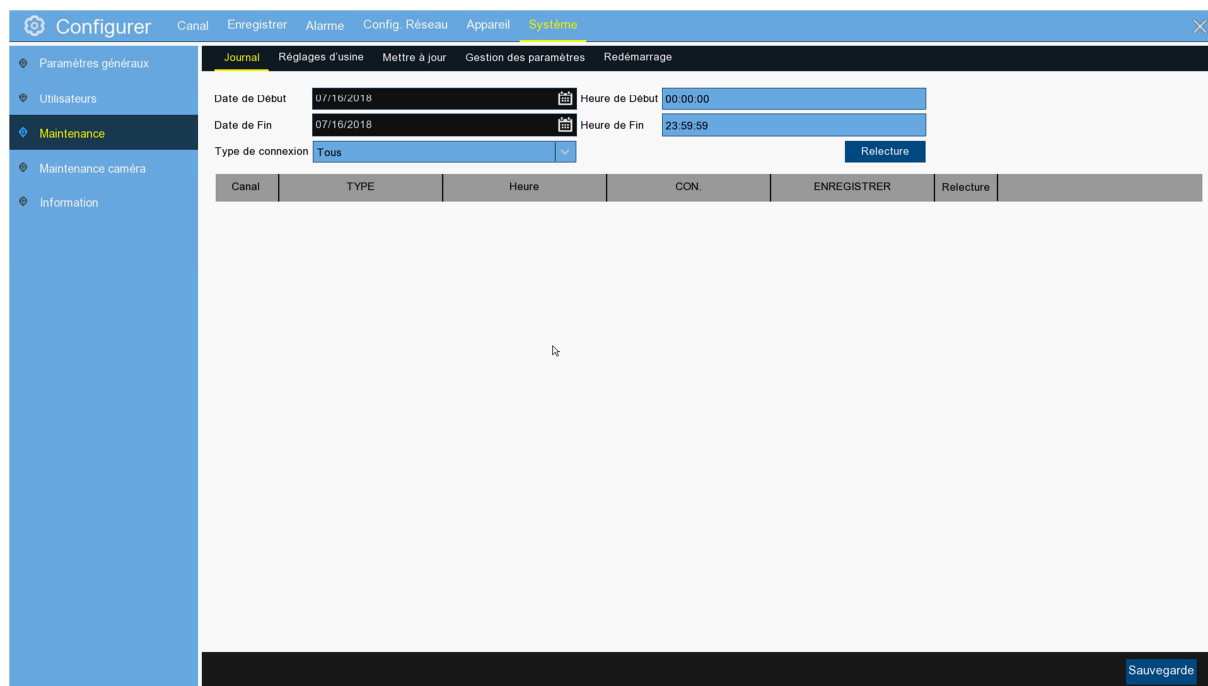 Configurer Canal Enregistrer Alarme Config. Réseau Appareil Système
Paramètres généraux
Utilisateurs
Maintenance
Maintenance caméra
Information
Journal Réglages d'usine Mettre à jour Gestion des paramètres Redémarrage
Date de Début 07/16/2018 Heure de Début 00:00:00
Date de Fin 07/16/2018 Heure de Fin 23:59:59
Type de connexion Tous Relecture
Canal TYPE Heure CON. ENREGISTRER Relecture
Sauvegarde